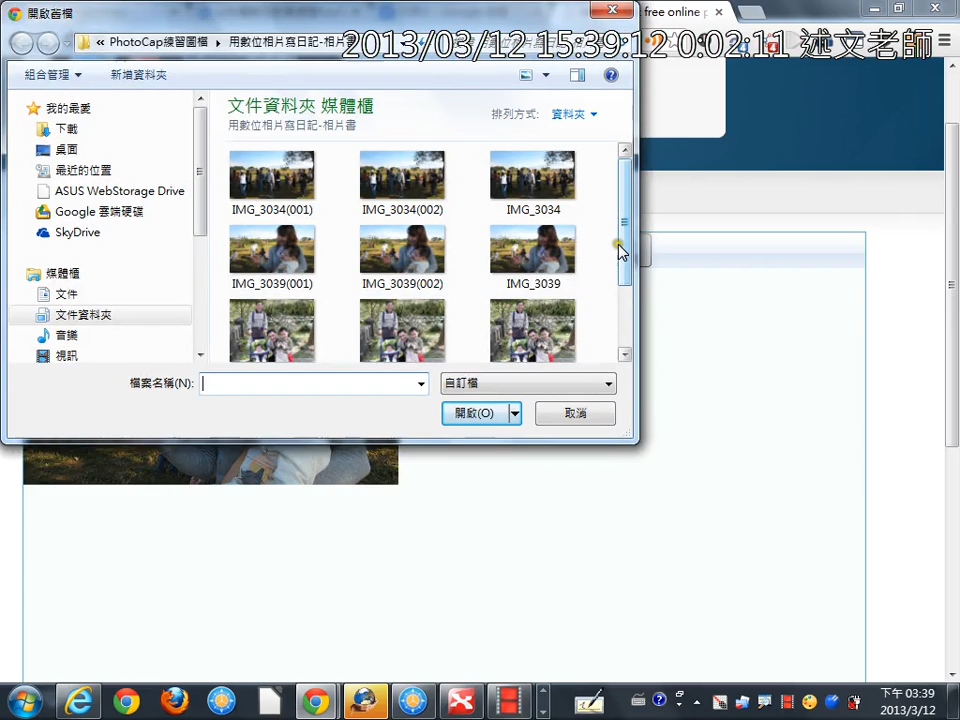 開啟舊檔
free online p
« PhotoCap練習圖檔 ▸ 用數位相片寫日記-相片書
2013/03/12 15:39:12 0:02:11 述文老師
組合管理
新增資料夾
我的最愛
下載
桌面
最近的位置
ASUS WebStorage Drive
Google 雲端硬碟
SkyDrive
媒體櫃
文件
文件資料夾
音樂
視訊
文件資料夾 媒體櫃
用數位相片寫日記-相片書
排列方式: 資料夾
IMG_3034(001)
IMG_3034(002)
IMG_3034
IMG_3039(001)
IMG_3039(002)
IMG_3039
檔案名稱(N):
自訂檔
開啟(O)
取消
下午 03:39
2013/3/12